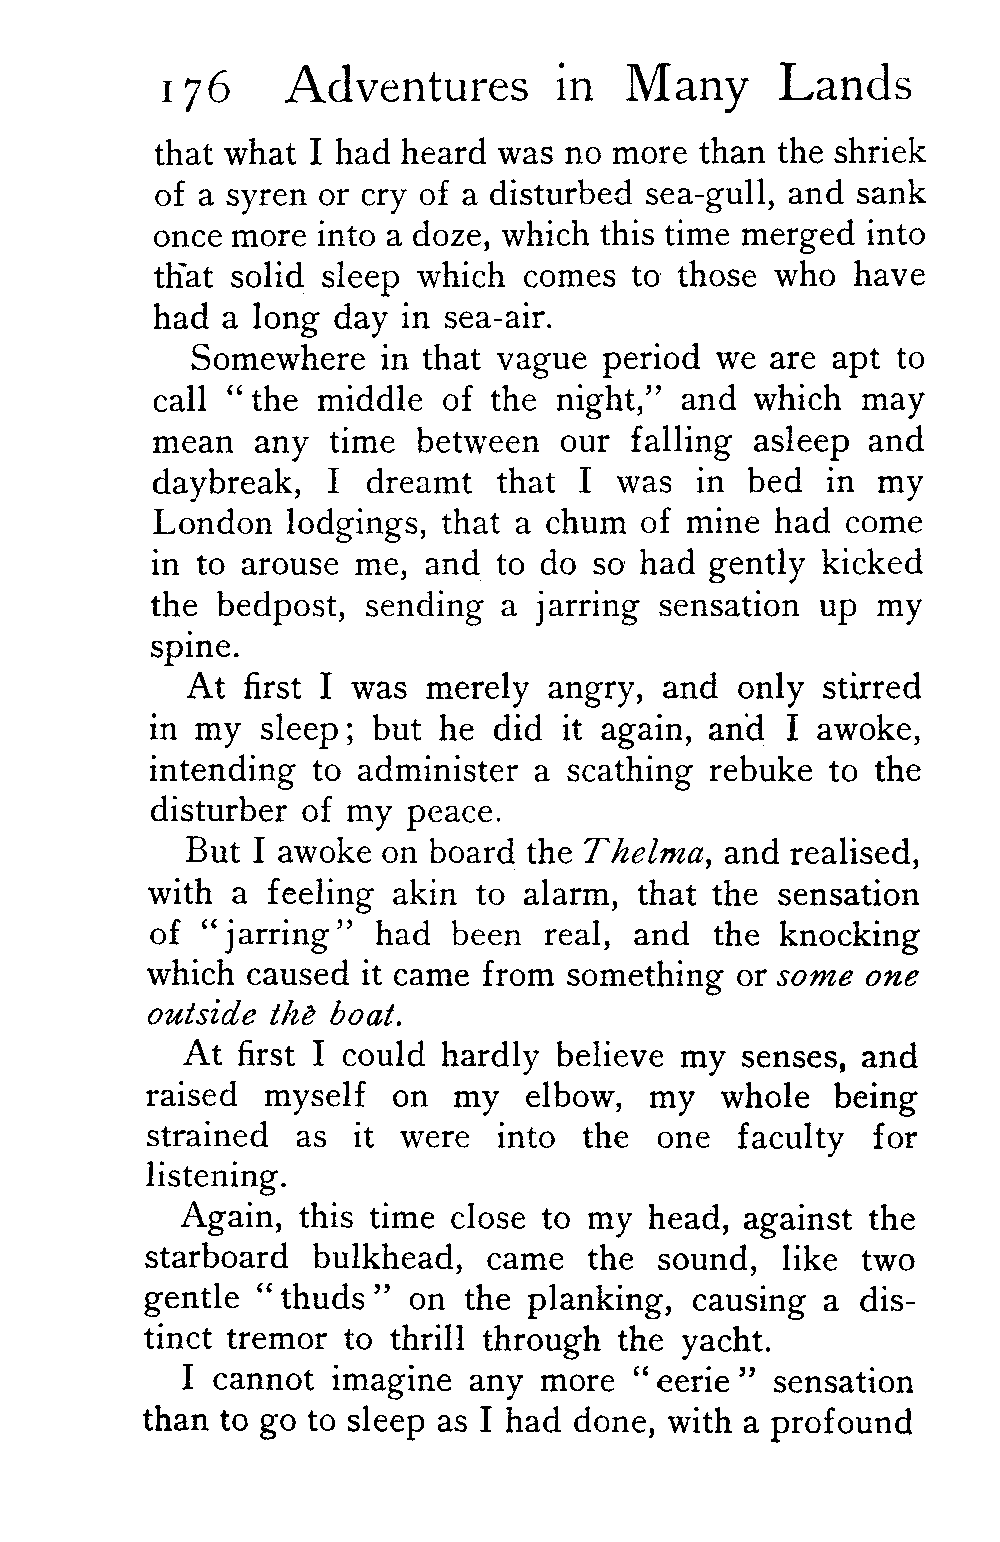 176 Adventures in Many Lands
that what I had heard was no more than the shriek
of a syren or cry of a disturbed sea-gull, and sank
once more into a doze, which this time merged into
that solid sleep which comes to those who have
had a long day in sea-air.
Somewhere in that vague period we are apt to
call “the middle of the night,” and which may
mean any time between our falling asleep and
daybreak, I dreamt that I was in bed in my
London lodgings, that a chum of mine had come
in to arouse me, and to do so had gently kicked
the bedpost, sending a jarring sensation up my
spine.
At first I was merely angry, and only stirred
in my sleep; but he did it again, and I awoke,
intending to administer a scathing rebuke to the
disturber of my peace.
But I awoke on board the Thelma, and realised,
with a feeling akin to alarm, that the sensation
of “jarring” had been real, and the knocking
which caused it came from something or some one
outside the boat.
At first I could hardly believe my senses, and
raised myself on my elbow, my whole being
strained as it were into the one faculty for
listening.
Again, this time close to my head, against the
starboard bulkhead, came the sound, like two
gentle “thuds” on the planking, causing a dis-
tinct tremor to thrill through the yacht.
I cannot imagine any more “eerie” sensation
than to go to sleep as I had done, with a profound